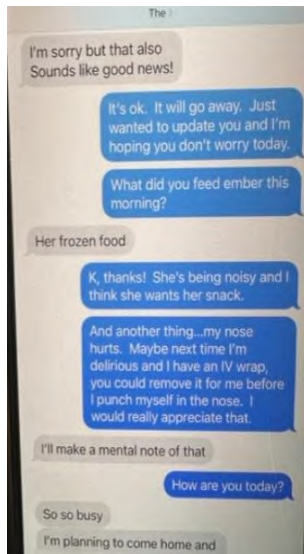 The
I'm sorry but that also
Sounds like good news!
It's ok. It will go away. Just
wanted to update you and I'm
hoping you don't worry today.
What did you feed ember this
morning?
Her frozen food
K, thanks! She's being noisy and I
think she wants her snack.
And another thing...my nose
hurts. Maybe next time I'm
delirious and I have an IV wrap,
you could remove it for me before
I punch myself in the nose. I
would really appreciate that.
I'll make a mental note of that
How are you today?
So so busy
I'm planning to come home and